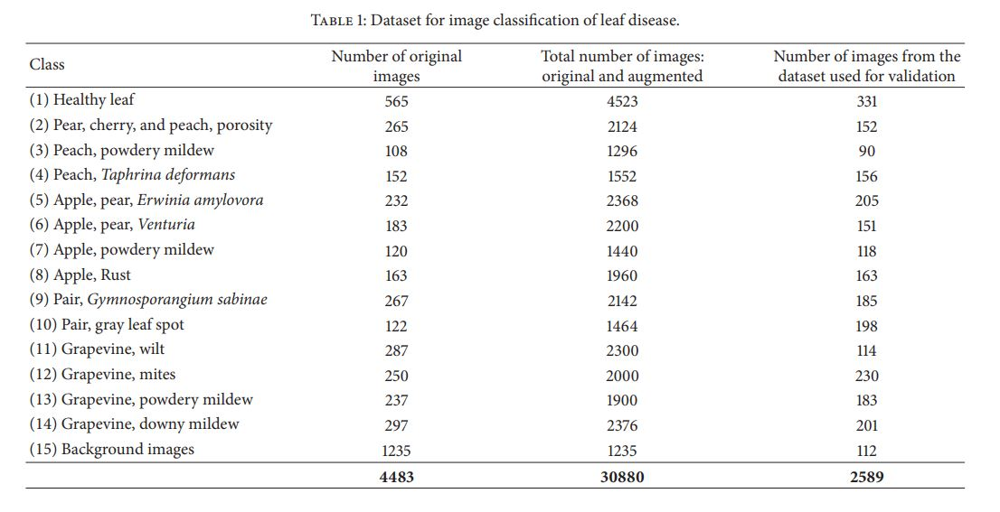 TABLE 1: Dataset for image classification of leaf disease.
Class Number of original images Total number of images: original and augmented Number of images from the dataset used for validation
(1) Healthy leaf 565 4523 331
(2) Pear, cherry, and peach, porosity 265 2124 152
(3) Peach, powdery mildew 108 1296 90
(4) Peach, Taphrina deformans 152 1552 156
(5) Apple, pear, Erwinia amylovora 232 2368 205
(6) Apple, pear, Venturia 183 2200 151
(7) Apple, powdery mildew 120 1440 118
(8) Apple, Rust 163 1960 163
(9) Pair, Gymnosporangium sabinae 267 2142 185
(10) Pair, gray leaf spot 122 1464 198
(11) Grapevine, wilt 287 2300 114
(12) Grapevine, mites 250 2000 230
(13) Grapevine, powdery mildew 237 1900 183
(14) Grapevine, downy mildew 297 2376 201
(15) Background images 1235 1235 112
4483 30880 2589